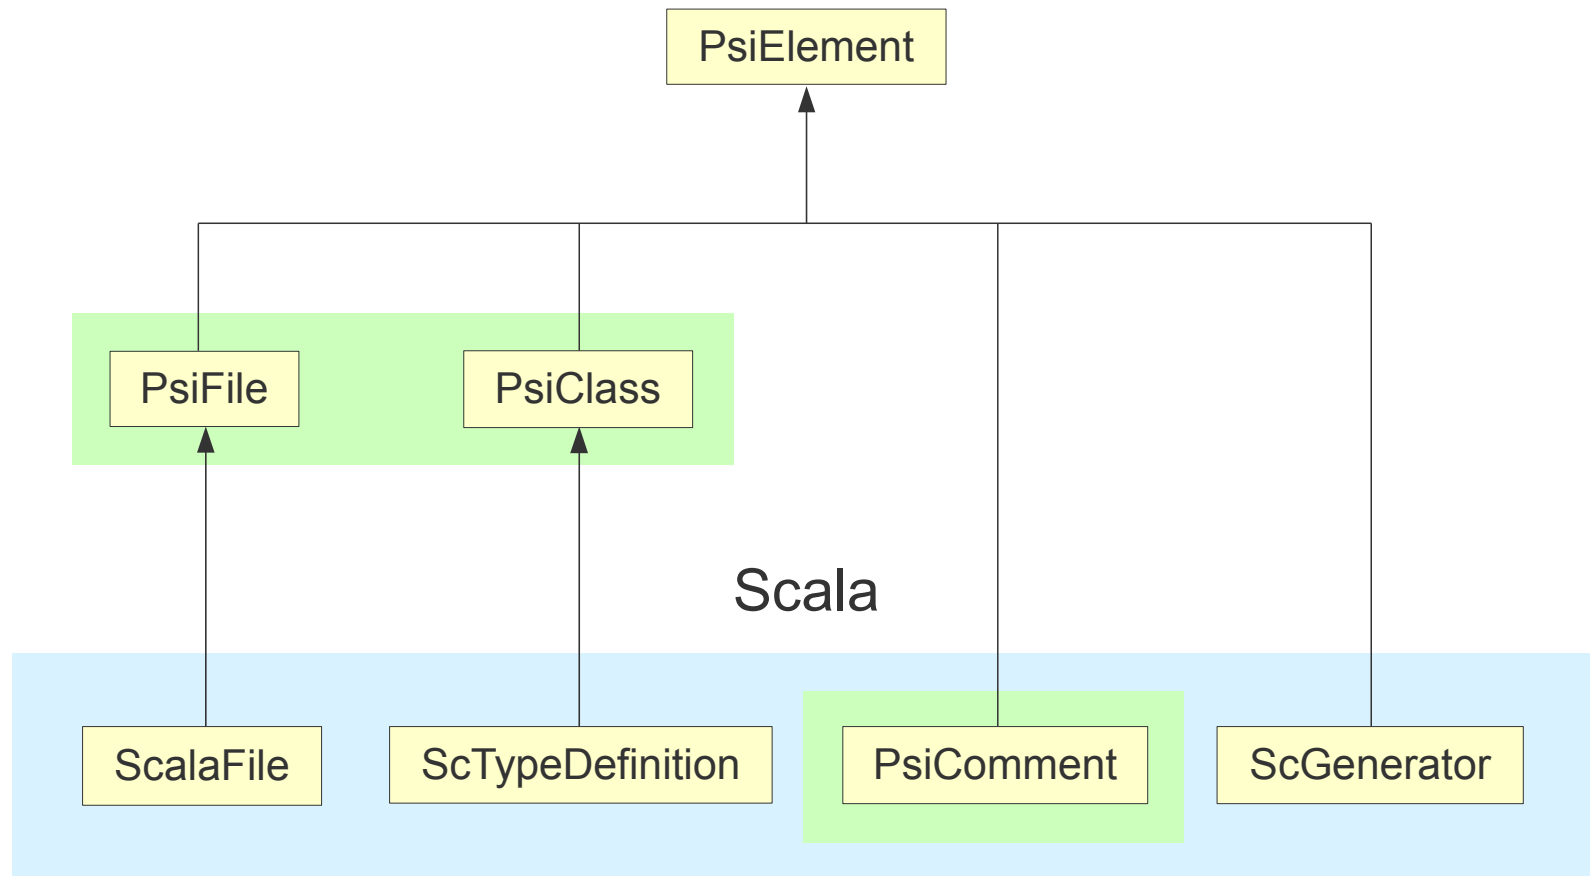 PsiElement
PsiFile
PsiClass
Scala
ScalaFile
ScTypeDefinition
PsiComment
ScGenerator